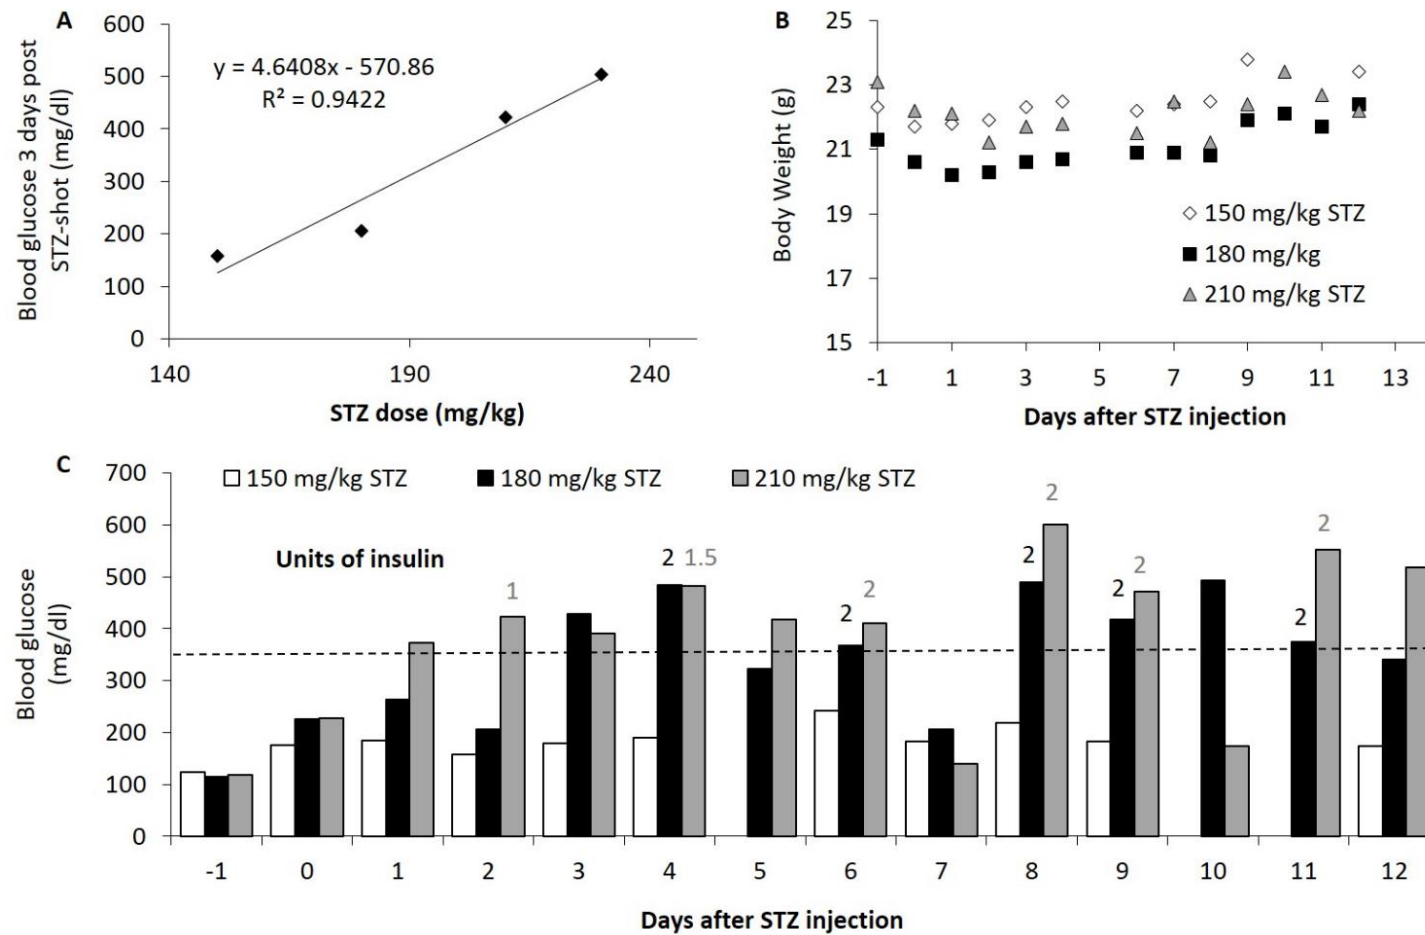 A
Blood glucose 3 days post
STZ-shot (mg/dl)
600
500
400
300
200
100
0
y = 4.6408x - 570.86
R² = 0.9422
140 190 240
STZ dose (mg/kg)
B
Body Weight (g)
25
23
21
19
17
15
150 mg/kg STZ
180 mg/kg
210 mg/kg STZ
-1 1 3 5 7 9 11 13
Days after STZ injection
C
Blood glucose
(mg/dl)
700
600
500
400
300
200
100
0
150 mg/kg STZ 180 mg/kg STZ 210 mg/kg STZ
Units of insulin
1 2 1.5 2 2 2 2 2 2 2 2
-1 0 1 2 3 4 5 6 7 8 9 10 11 12
Days after STZ injection